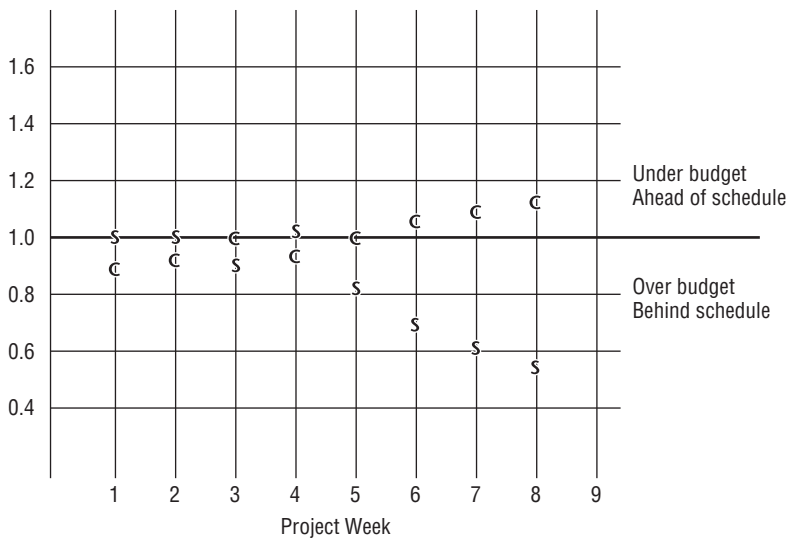 1.6
1.4
1.2
Under budget
Ahead of schedule
S S C S C C C C
1.0
C C S C S S S S
0.8
Over budget
Behind schedule
0.6
0.4
1 2 3 4 5 6 7 8 9
Project Week